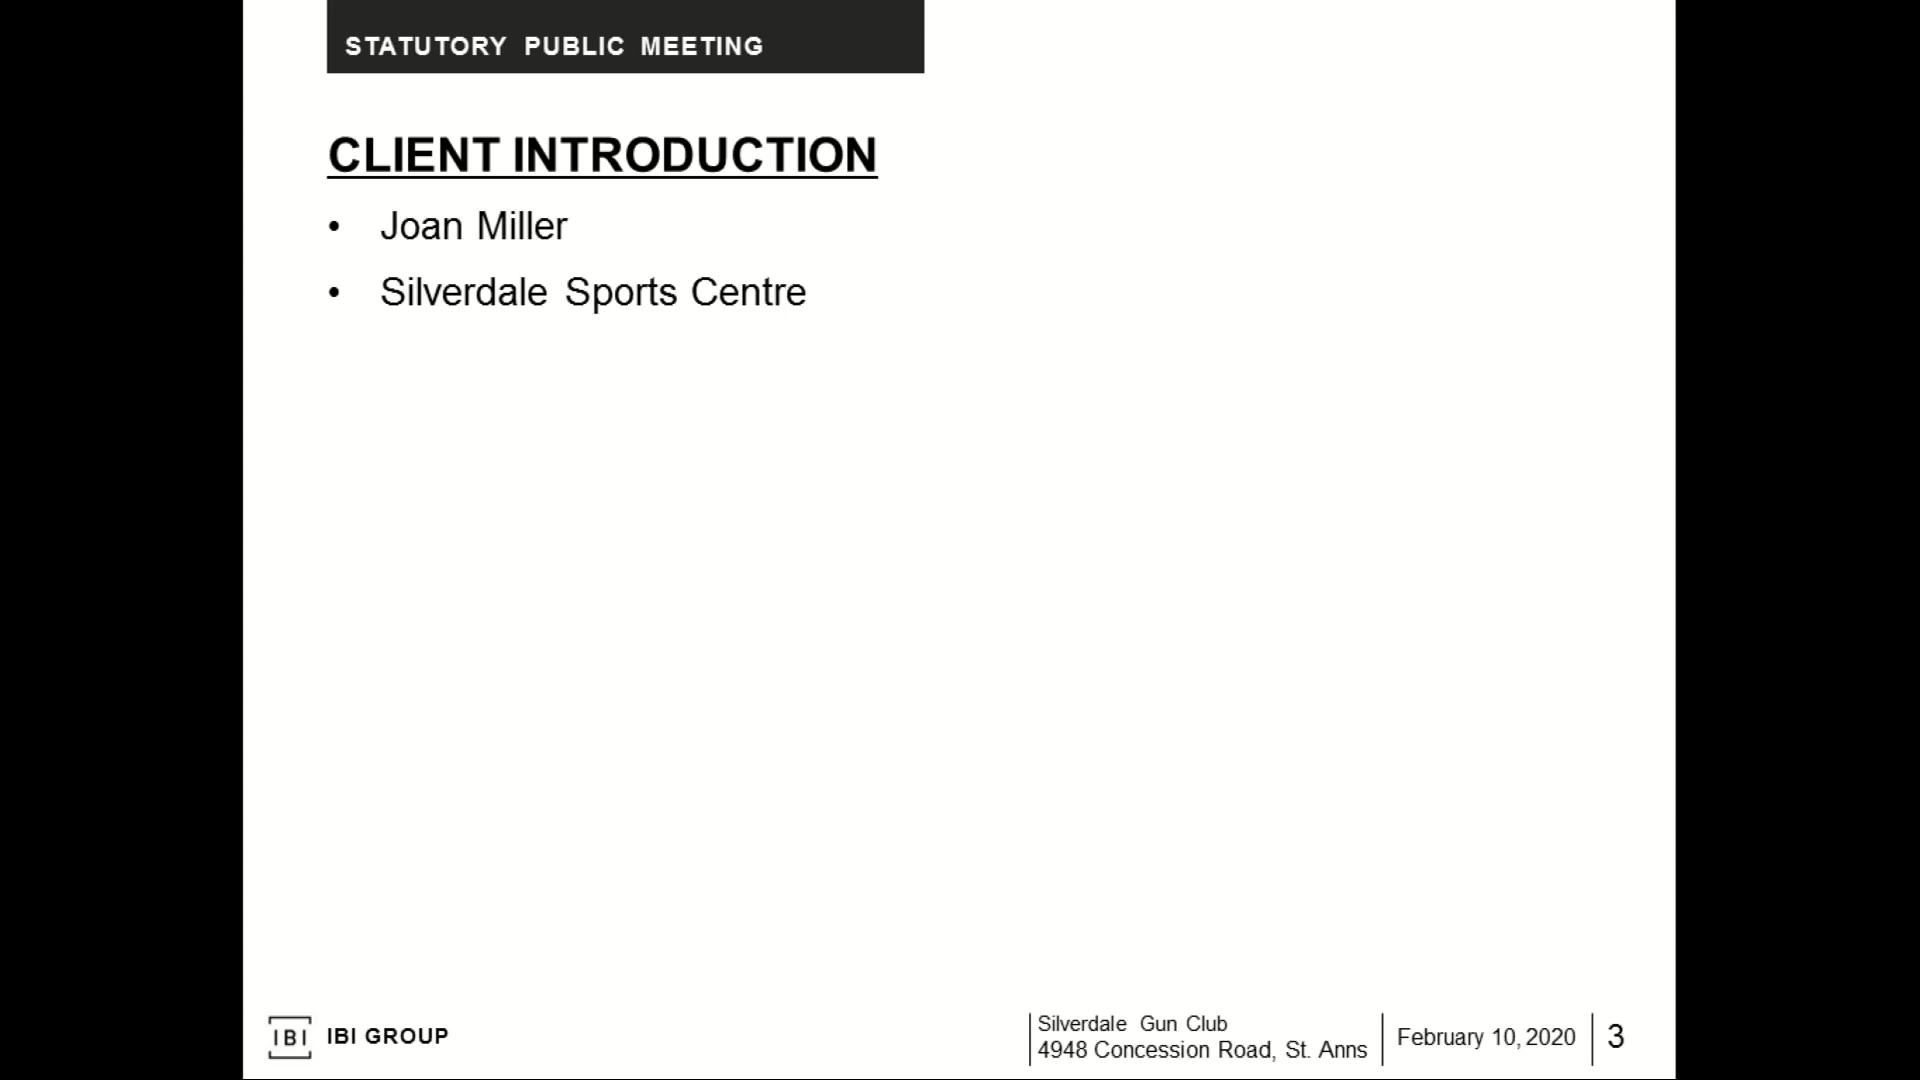 STATUTORY PUBLIC MEETING
CLIENT INTRODUCTION
• Joan Miller
• Silverdale Sports Centre
IBI IBI GROUP
Silverdale Gun Club
4948 Concession Road, St. Anns
February 10, 2020
3